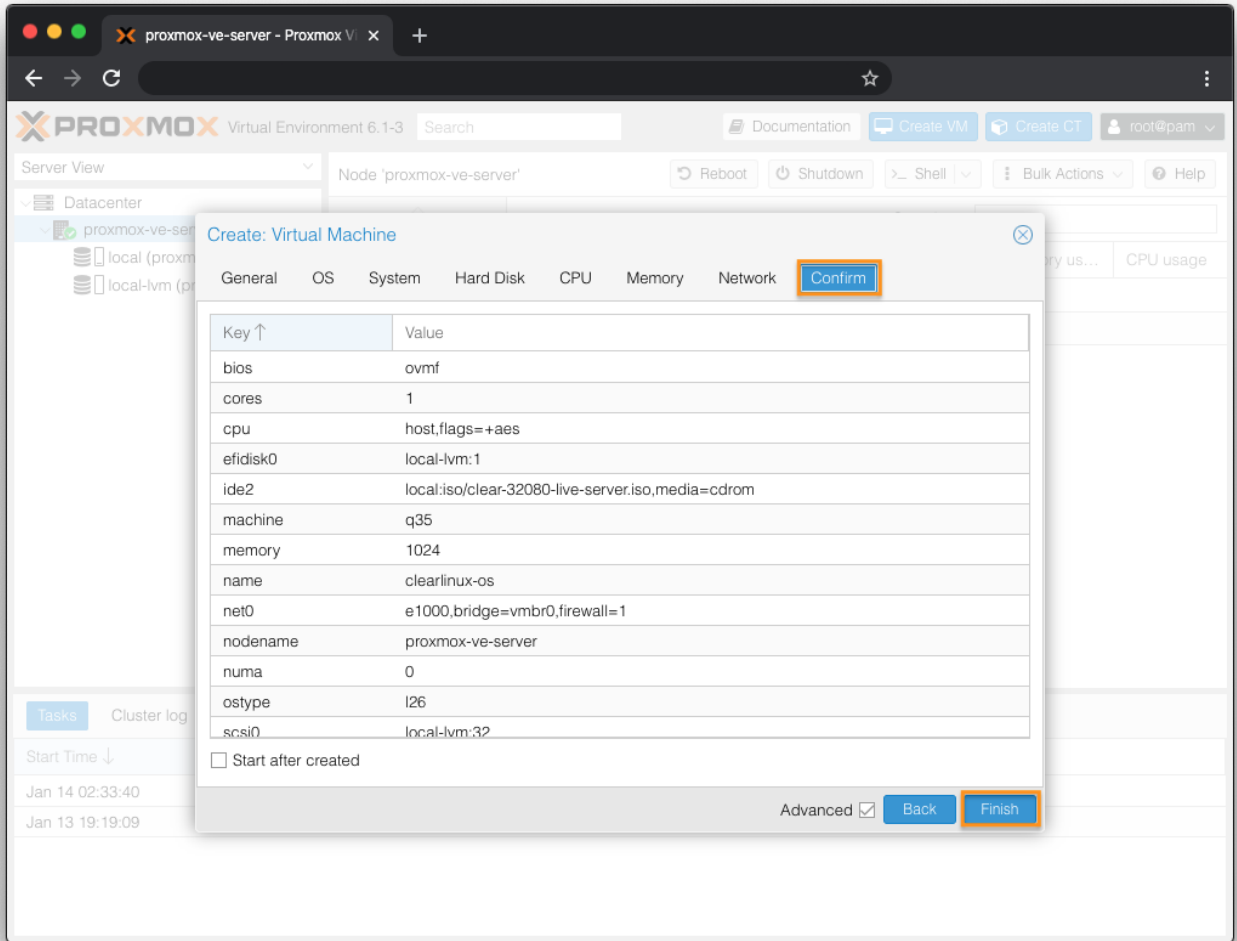 proxmox-ve-server - Proxmox Vi
PROXMOX Virtual Environment 6.1-3 Search Documentation Create VM Create CT root@pam
Server View
Node 'proxmox-ve-server' Reboot Shutdown >_ Shell Bulk Actions Help
Datacenter
proxmox-ve-ser
local (proxm
local-lvm (pr
ory us... CPU usage
Create: Virtual Machine
General OS System Hard Disk CPU Memory Network Confirm
Key↑ Value
bios ovmf
cores 1
cpu host,flags=+aes
efidisk0 local-lvm:1
ide2 local:iso/clear-32080-live-server.iso,media=cdrom
machine q35
memory 1024
name clearlinux-os
net0 e1000,bridge=vmbr0,firewall=1
nodename proxmox-ve-server
numa 0
ostype l26
scsi0 local-lvm:32
Start after created
Advanced Back Finish
Tasks Cluster log
Start Time ↓
Jan 14 02:33:40
Jan 13 19:19:09